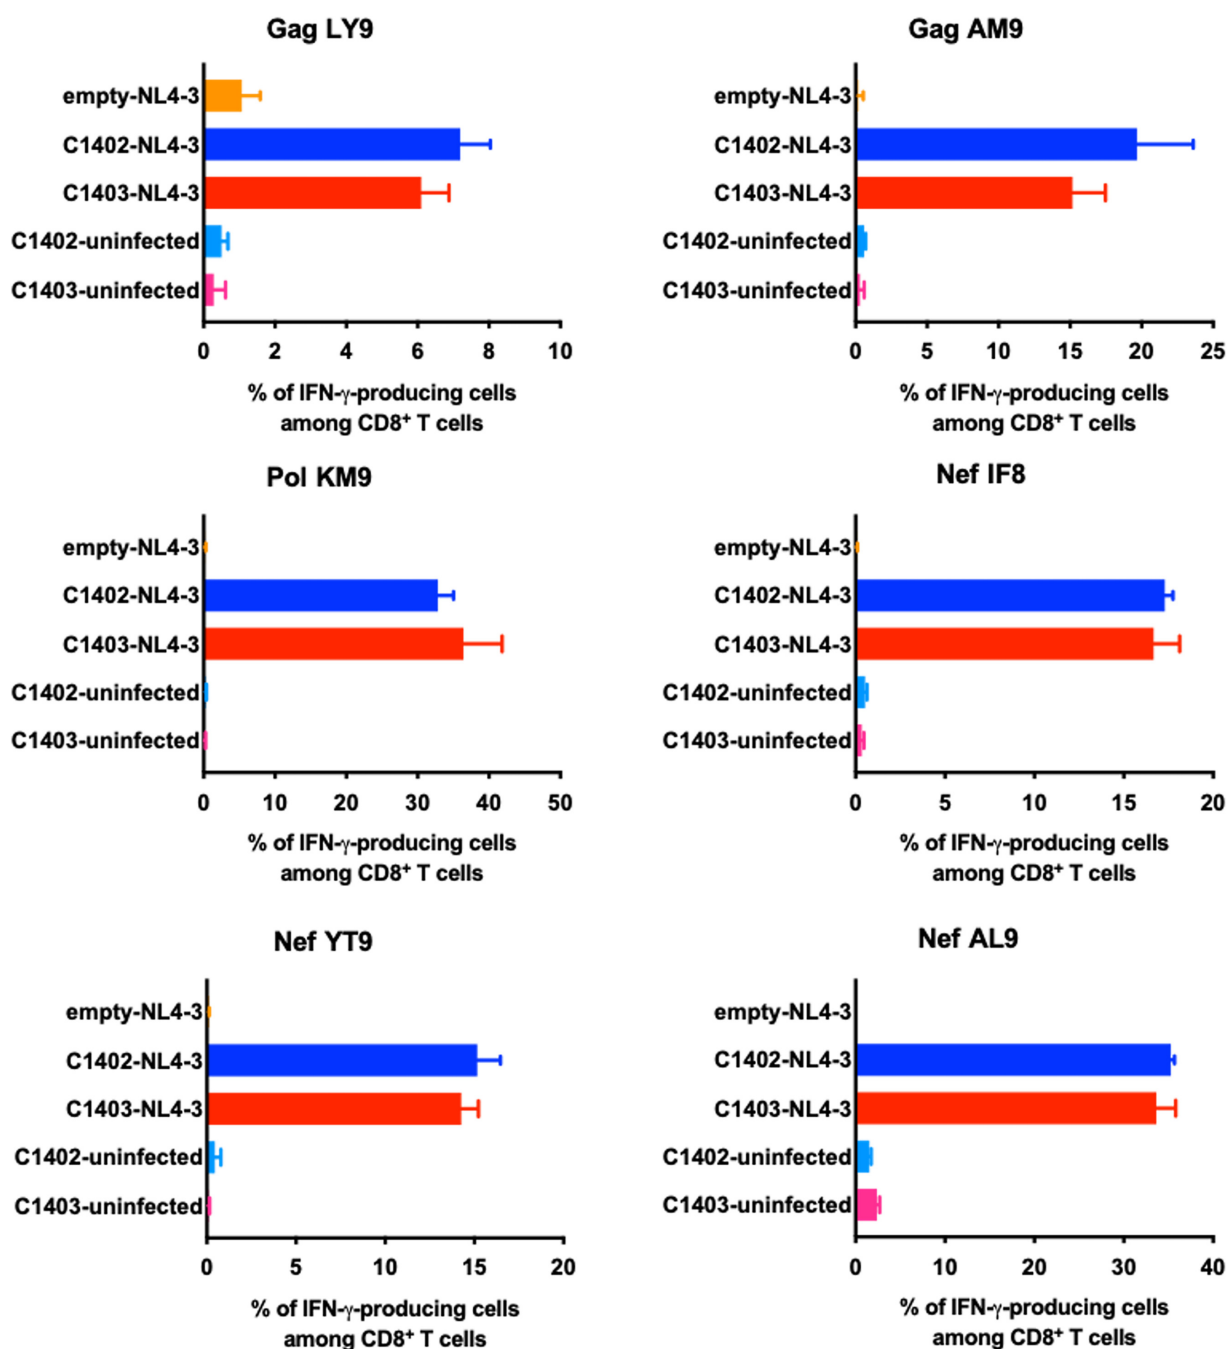 Gag LY9
empty-NL4-3
C1402-NL4-3
C1403-NL4-3
C1402-uninfected
C1403-uninfected
0 2 4 6 8 10
% of IFN-γ-producing cells
among CD8⁺ T cells
Gag AM9
empty-NL4-3
C1402-NL4-3
C1403-NL4-3
C1402-uninfected
C1403-uninfected
0 5 10 15 20 25
% of IFN-γ-producing cells
among CD8⁺ T cells
Pol KM9
empty-NL4-3
C1402-NL4-3
C1403-NL4-3
C1402-uninfected
C1403-uninfected
0 10 20 30 40 50
% of IFN-γ-producing cells
among CD8⁺ T cells
Nef IF8
empty-NL4-3
C1402-NL4-3
C1403-NL4-3
C1402-uninfected
C1403-uninfected
0 5 10 15 20
% of IFN-γ-producing cells
among CD8⁺ T cells
Nef YT9
empty-NL4-3
C1402-NL4-3
C1403-NL4-3
C1402-uninfected
C1403-uninfected
0 5 10 15 20
% of IFN-γ-producing cells
among CD8⁺ T cells
Nef AL9
empty-NL4-3
C1402-NL4-3
C1403-NL4-3
C1402-uninfected
C1403-uninfected
0 10 20 30 40
% of IFN-γ-producing cells
among CD8⁺ T cells